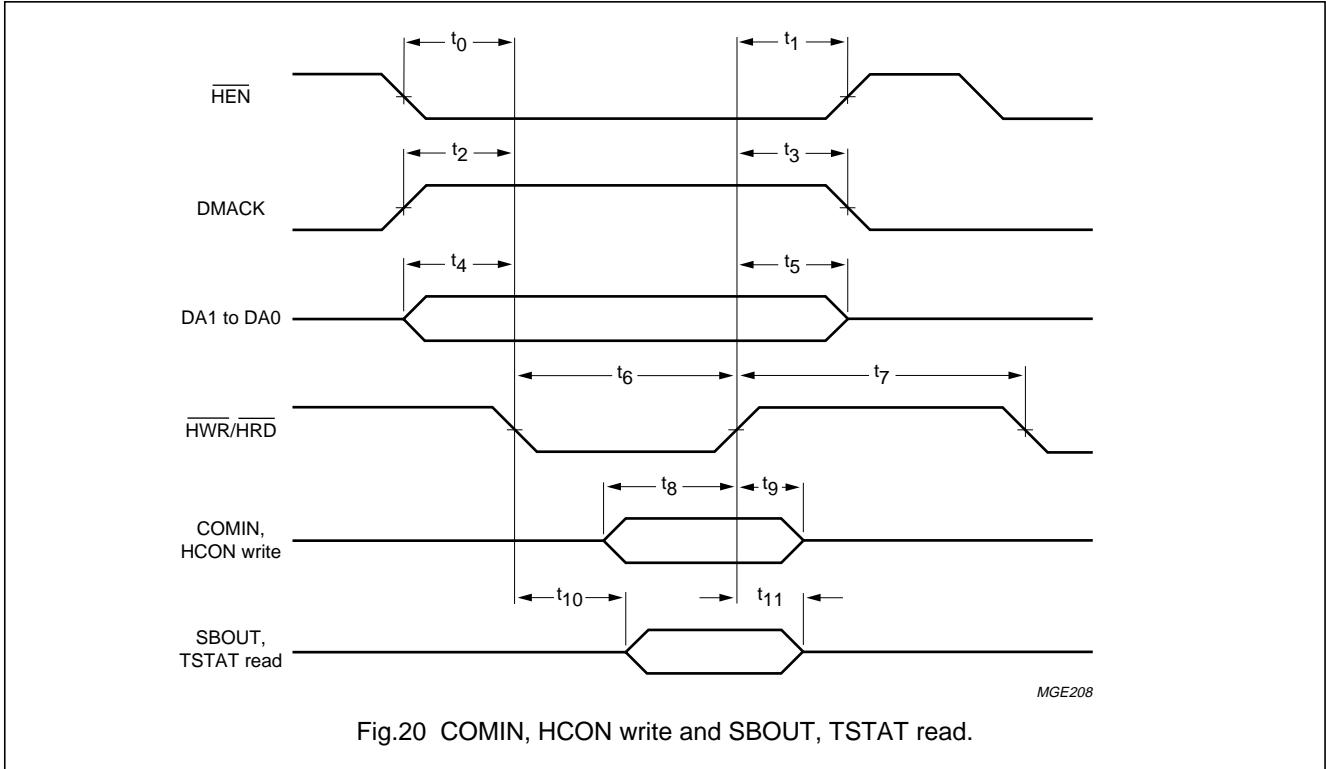 t0 t1
HEN
t2 t3
DMACK
t4 t5
DA1 to DA0
t6 t7
HWR/HRD
t8 t9
COMIN,
HCON write
t10 t11
SBOUT,
TSTAT read
MGE208
Fig.20 COMIN, HCON write and SBOUT, TSTAT read.